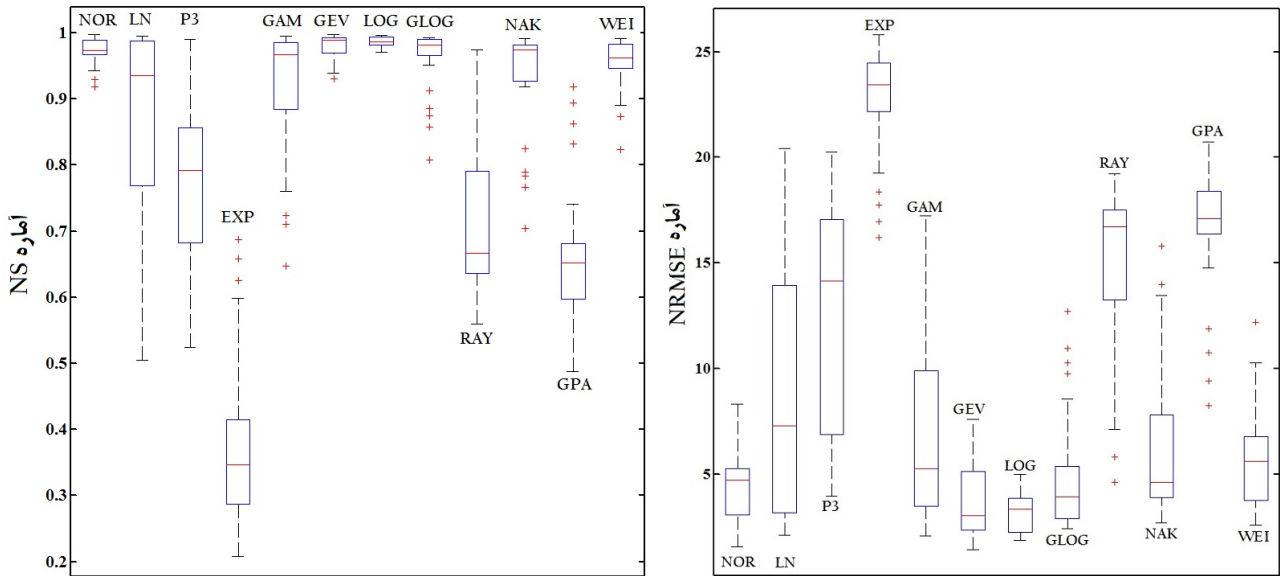 NOR
LN
P3
EXP
GAM
GEV
LOG
GLOG
RAY
NAK
GPA
WEI
1
0.9
0.8
0.7
0.6
0.5
0.4
0.3
0.2
آماره NS
NOR
LN
P3
EXP
GAM
GEV
LOG
GLOG
RAY
NAK
GPA
WEI
25
20
15
10
5
آماره NRMSE